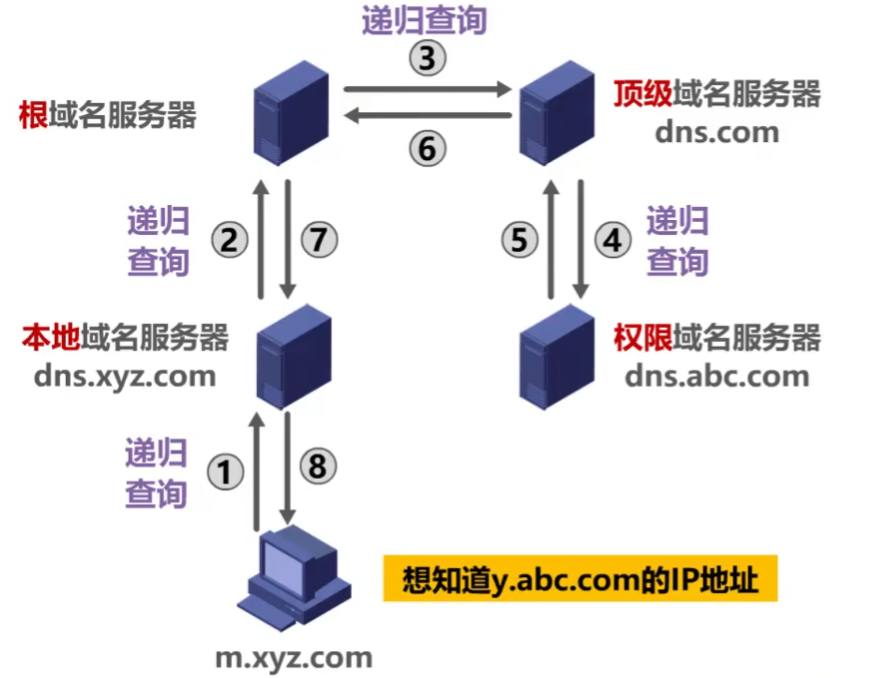 递归查询
③
根域名服务器
顶级域名服务器
dns.com
⑥
递归
查询
②
⑦
⑤
④
递归
查询
本地域名服务器
dns.xyz.com
权限域名服务器
dns.abc.com
递归
查询
①
⑧
想知道y.abc.com的IP地址
m.xyz.com